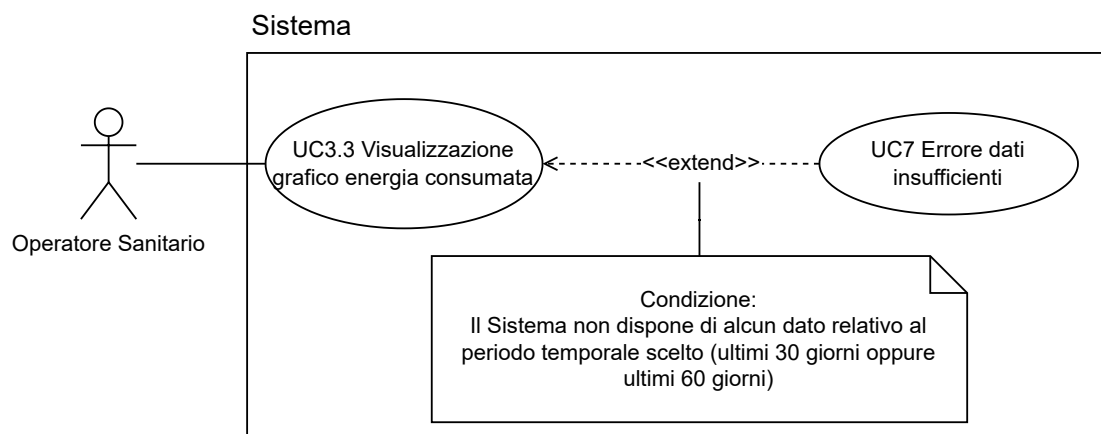 Sistema
UC3.3 Visualizzazione
grafico energia consumata
<<extend>>
UC7 Errore dati
insufficienti
Operatore Sanitario
Condizione:
Il Sistema non dispone di alcun dato relativo al
periodo temporale scelto (ultimi 30 giorni oppure
ultimi 60 giorni)